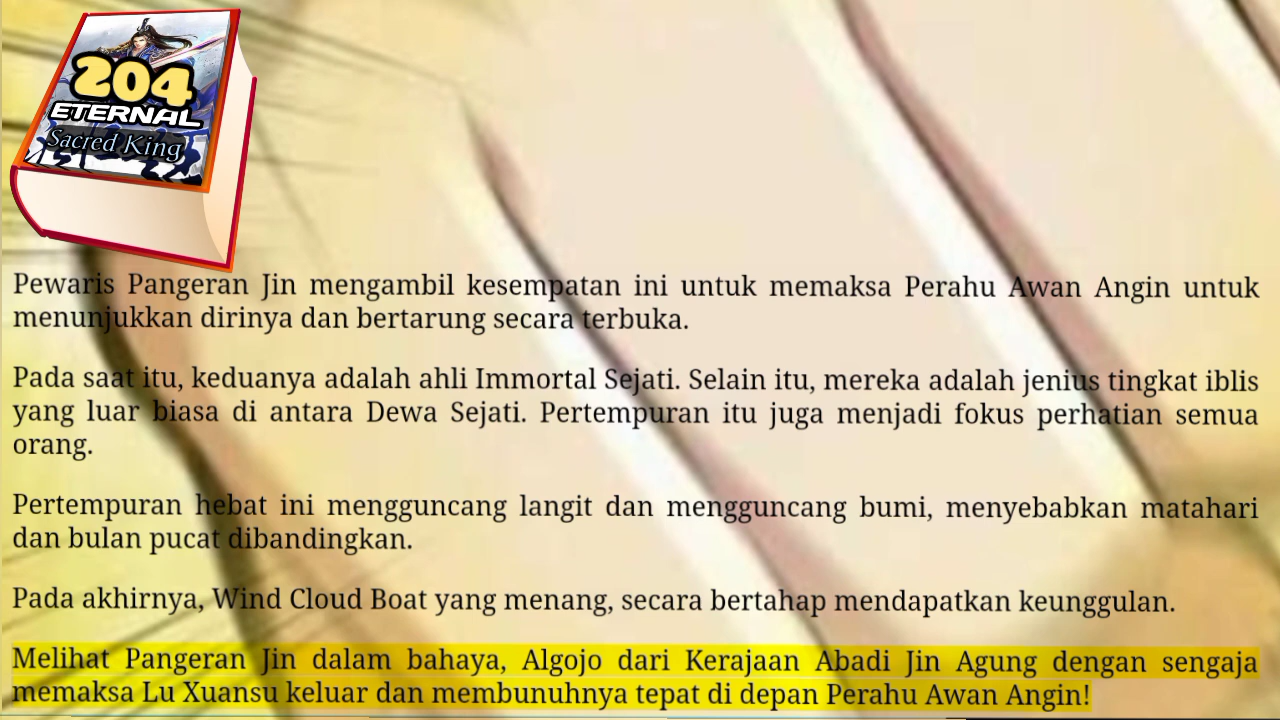 204
ETERNAL
Sacred King
Pewaris Pangeran Jin mengambil kesempatan ini untuk memaksa Perahu Awan Angin untuk
menunjukkan dirinya dan bertarung secara terbuka.
Pada saat itu, keduanya adalah ahli Immortal Sejati. Selain itu, mereka adalah jenius tingkat iblis
yang luar biasa di antara Dewa Sejati. Pertempuran itu juga menjadi fokus perhatian semua
orang.
Pertempuran hebat ini mengguncang langit dan mengguncang bumi, menyebabkan matahari
dan bulan pucat dibandingkan.
Pada akhirnya, Wind Cloud Boat yang menang, secara bertahap mendapatkan keunggulan.
Melihat Pangeran Jin dalam bahaya, Algojo dari Kerajaan Abadi Jin Agung dengan sengaja
memaksa Lu Xuansu keluar dan membunuhnya tepat di depan Perahu Awan Angin!